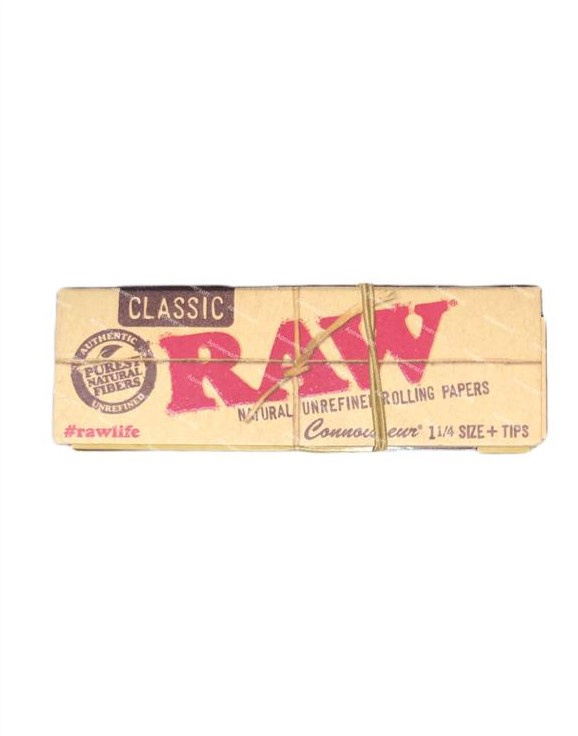 CLASSIC
RAW®
AUTHENTIC
PUREST
NATURAL
FIBERS
UNREFINED
NATURAL UNREFINED ROLLING PAPERS
#rawlife
Connoisseur® 1 1/4 SIZE + TIPS